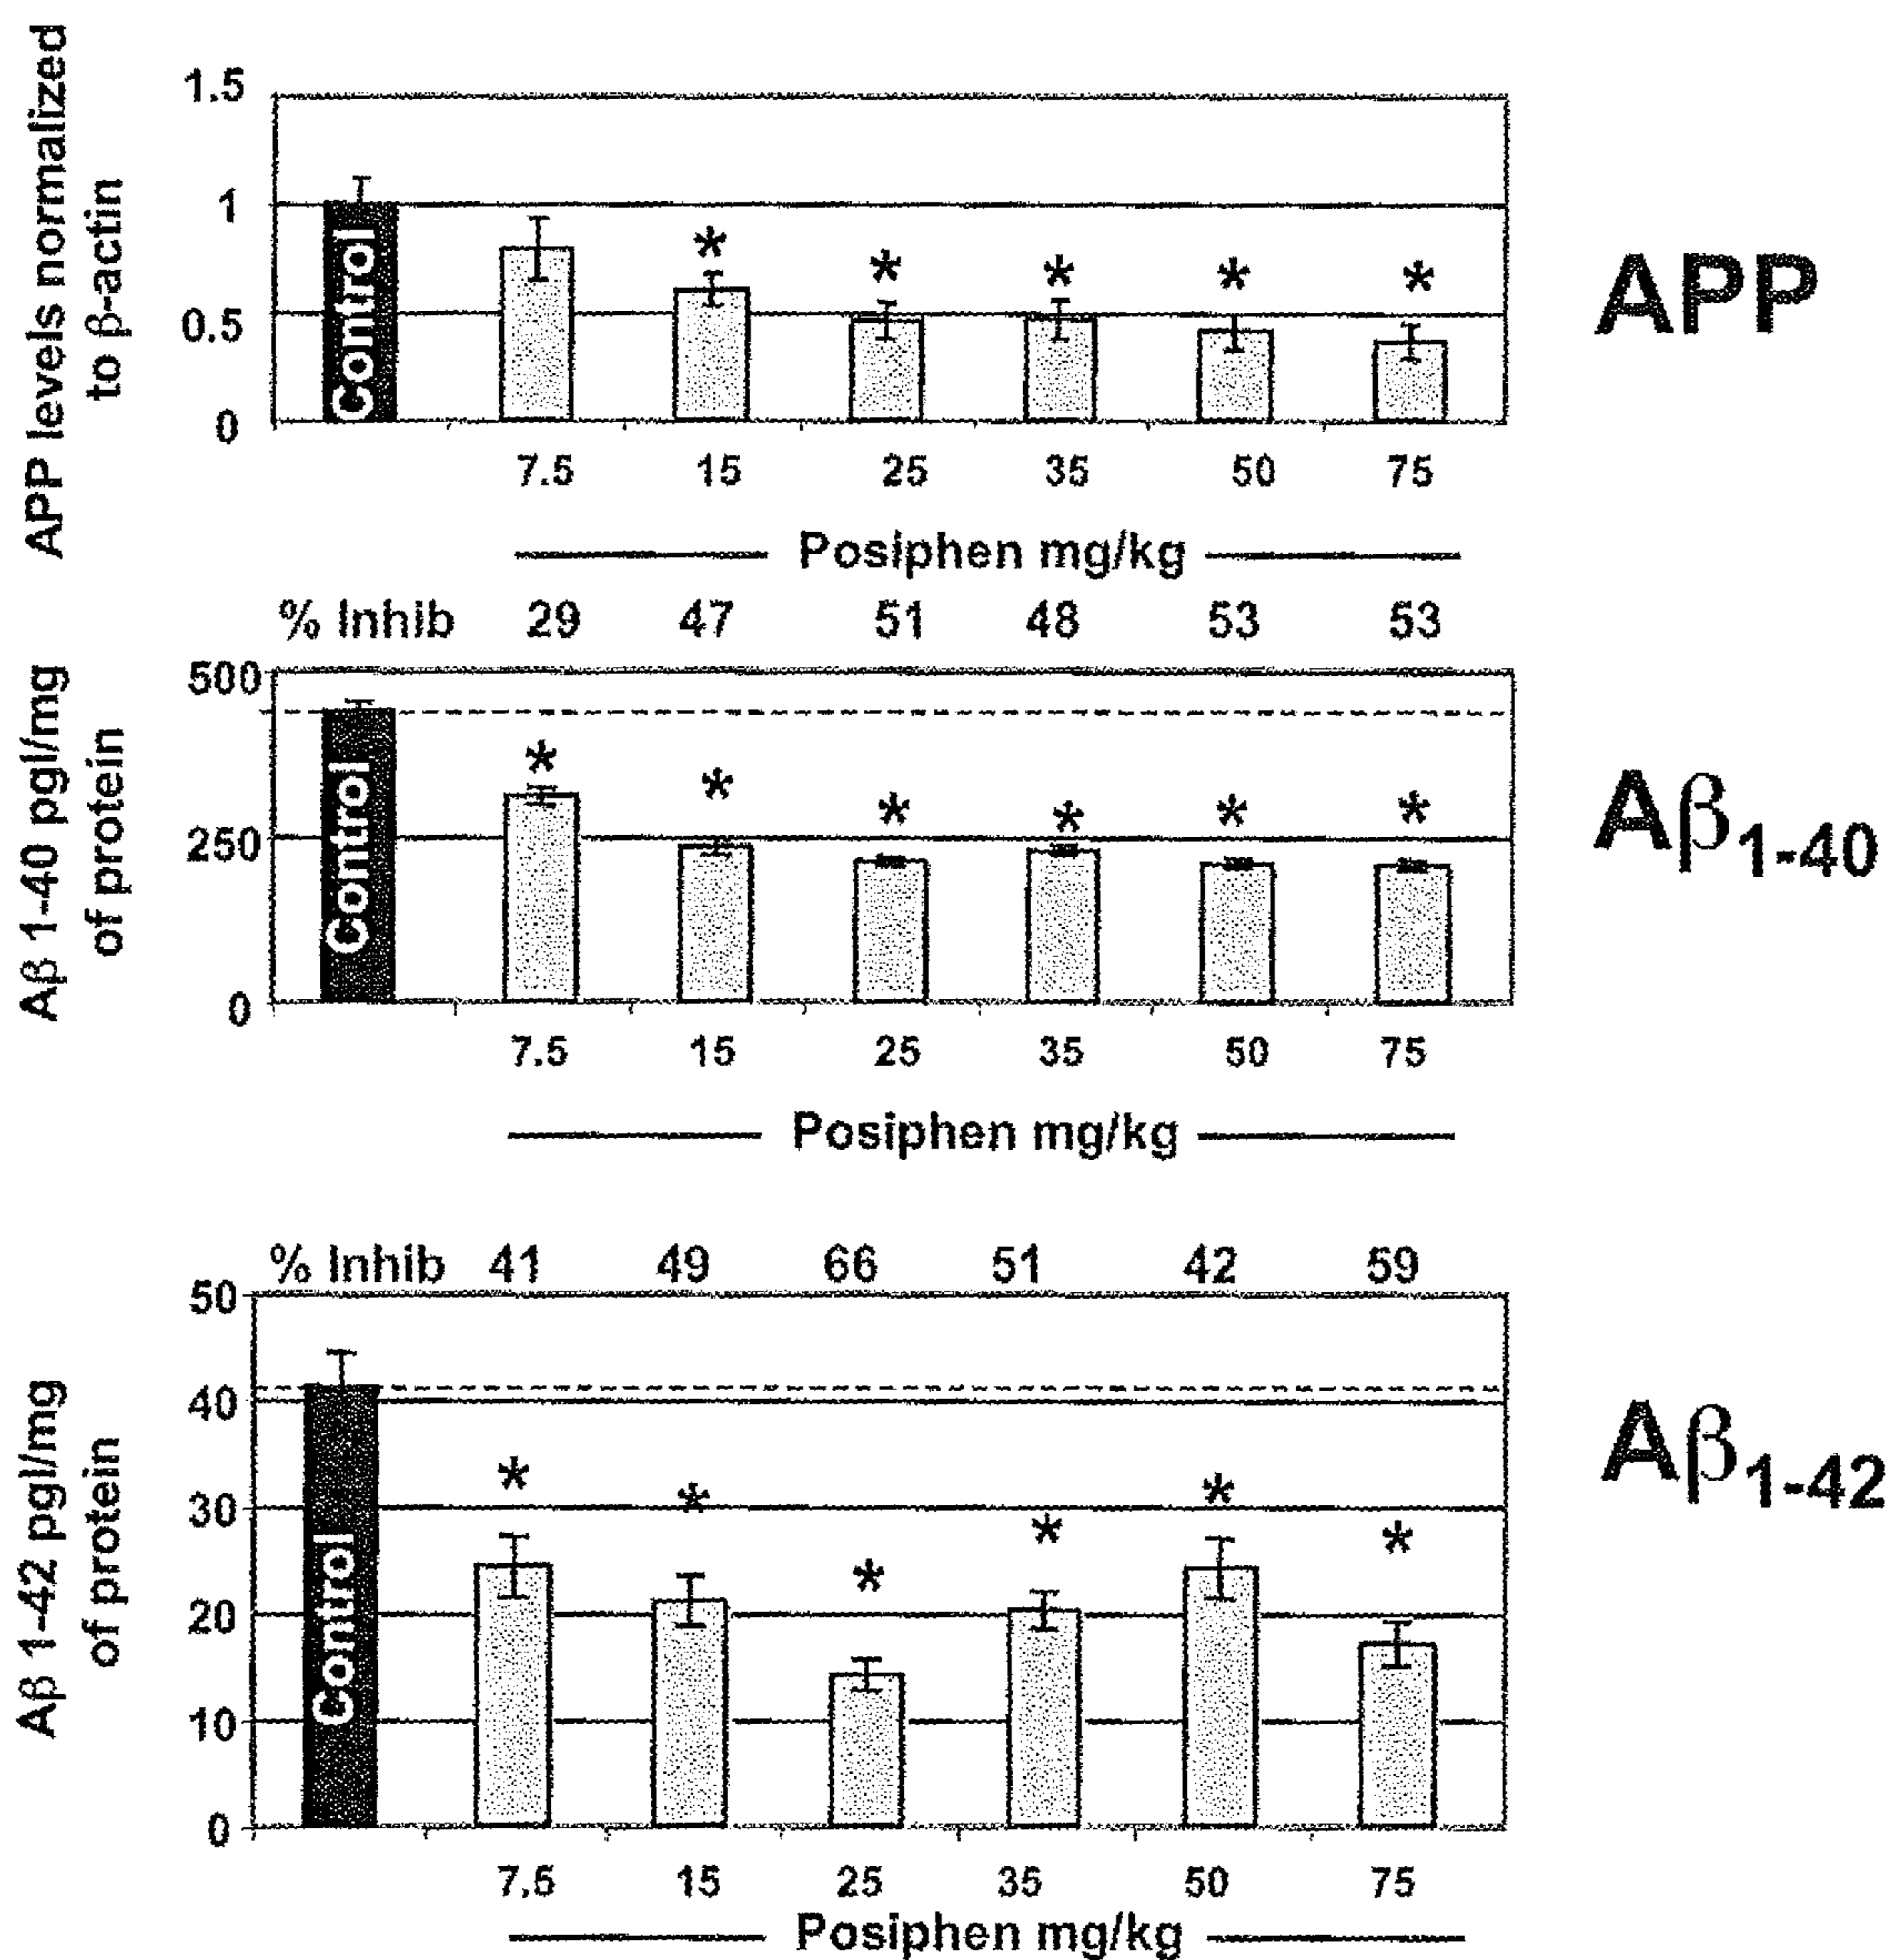 APP levels normalized
to β-actin
1.5
1
0.5
0
Control
*
*
*
*
*
7.5 15 25 35 50 75
Posiphen mg/kg
APP
% Inhib 29 47 51 48 53 53
Aβ 1-40 pgl/mg
of protein
500
250
0
Control
*
*
*
*
*
*
7.5 15 25 35 50 75
Posiphen mg/kg
Aβ1-40
% Inhib 41 49 66 51 42 59
Aβ 1-42 pgl/mg
of protein
50
40
30
20
10
0
Control
*
*
*
*
*
*
7.5 15 25 35 50 75
Posiphen mg/kg
Aβ1-42